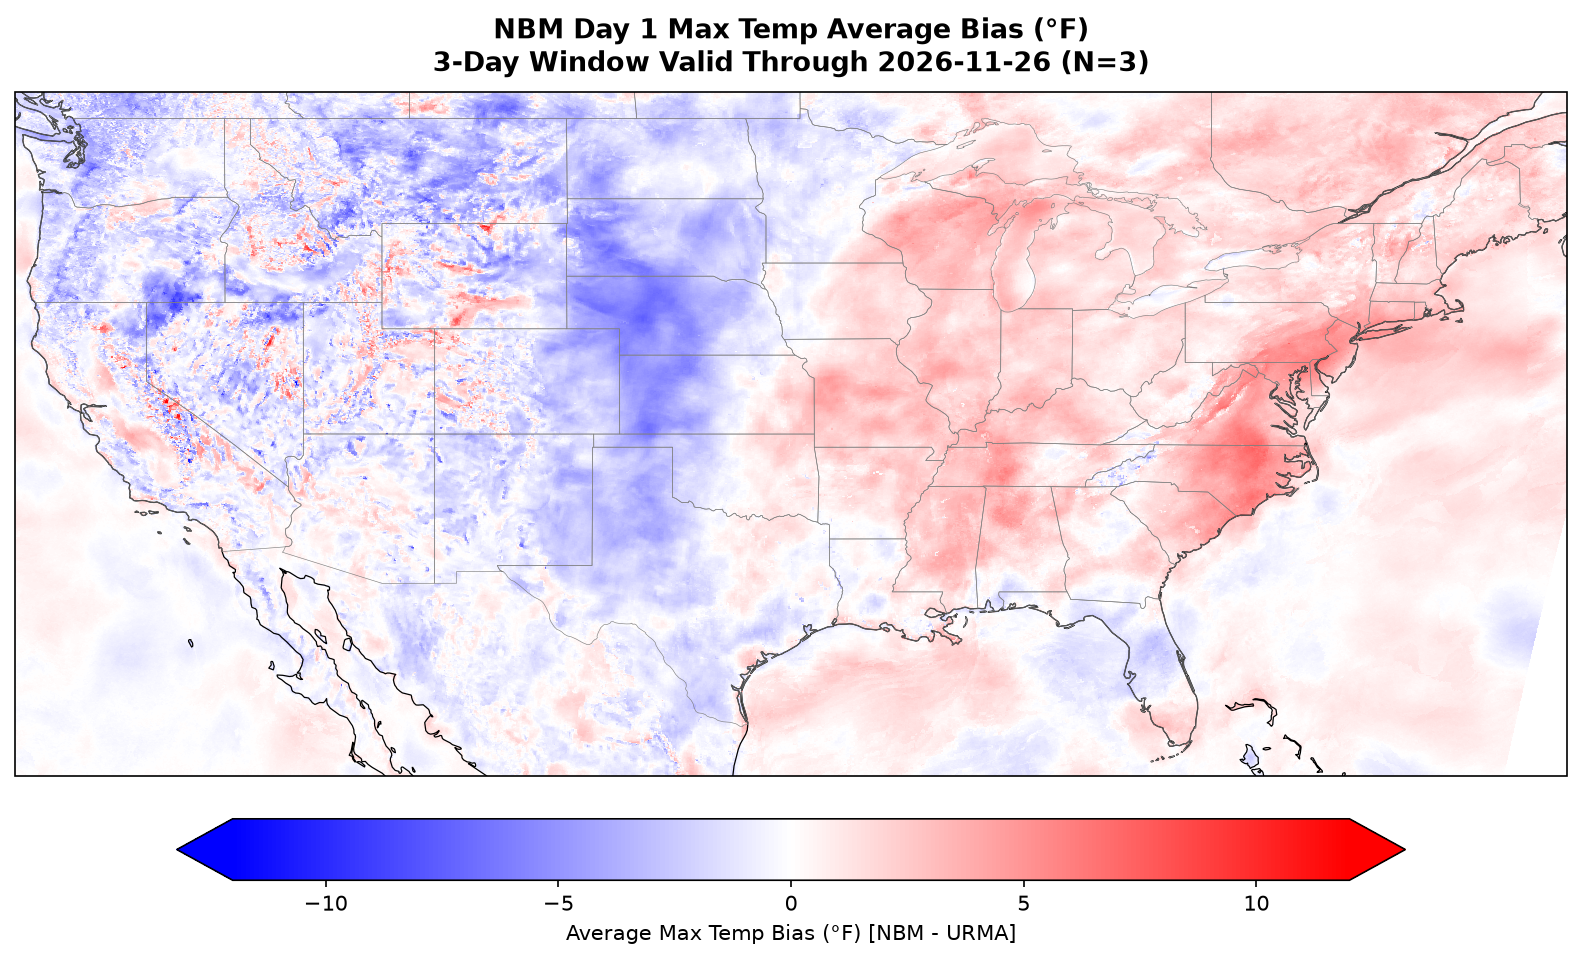 NBM Day 1 Max Temp Average Bias (°F)
3-Day Window Valid Through 2026-11-26 (N=3)
−10 −5 0 5 10
Average Max Temp Bias (°F) [NBM - URMA]